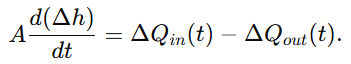 A d(Δh)/dt = ΔQ_in(t) − ΔQ_out(t).